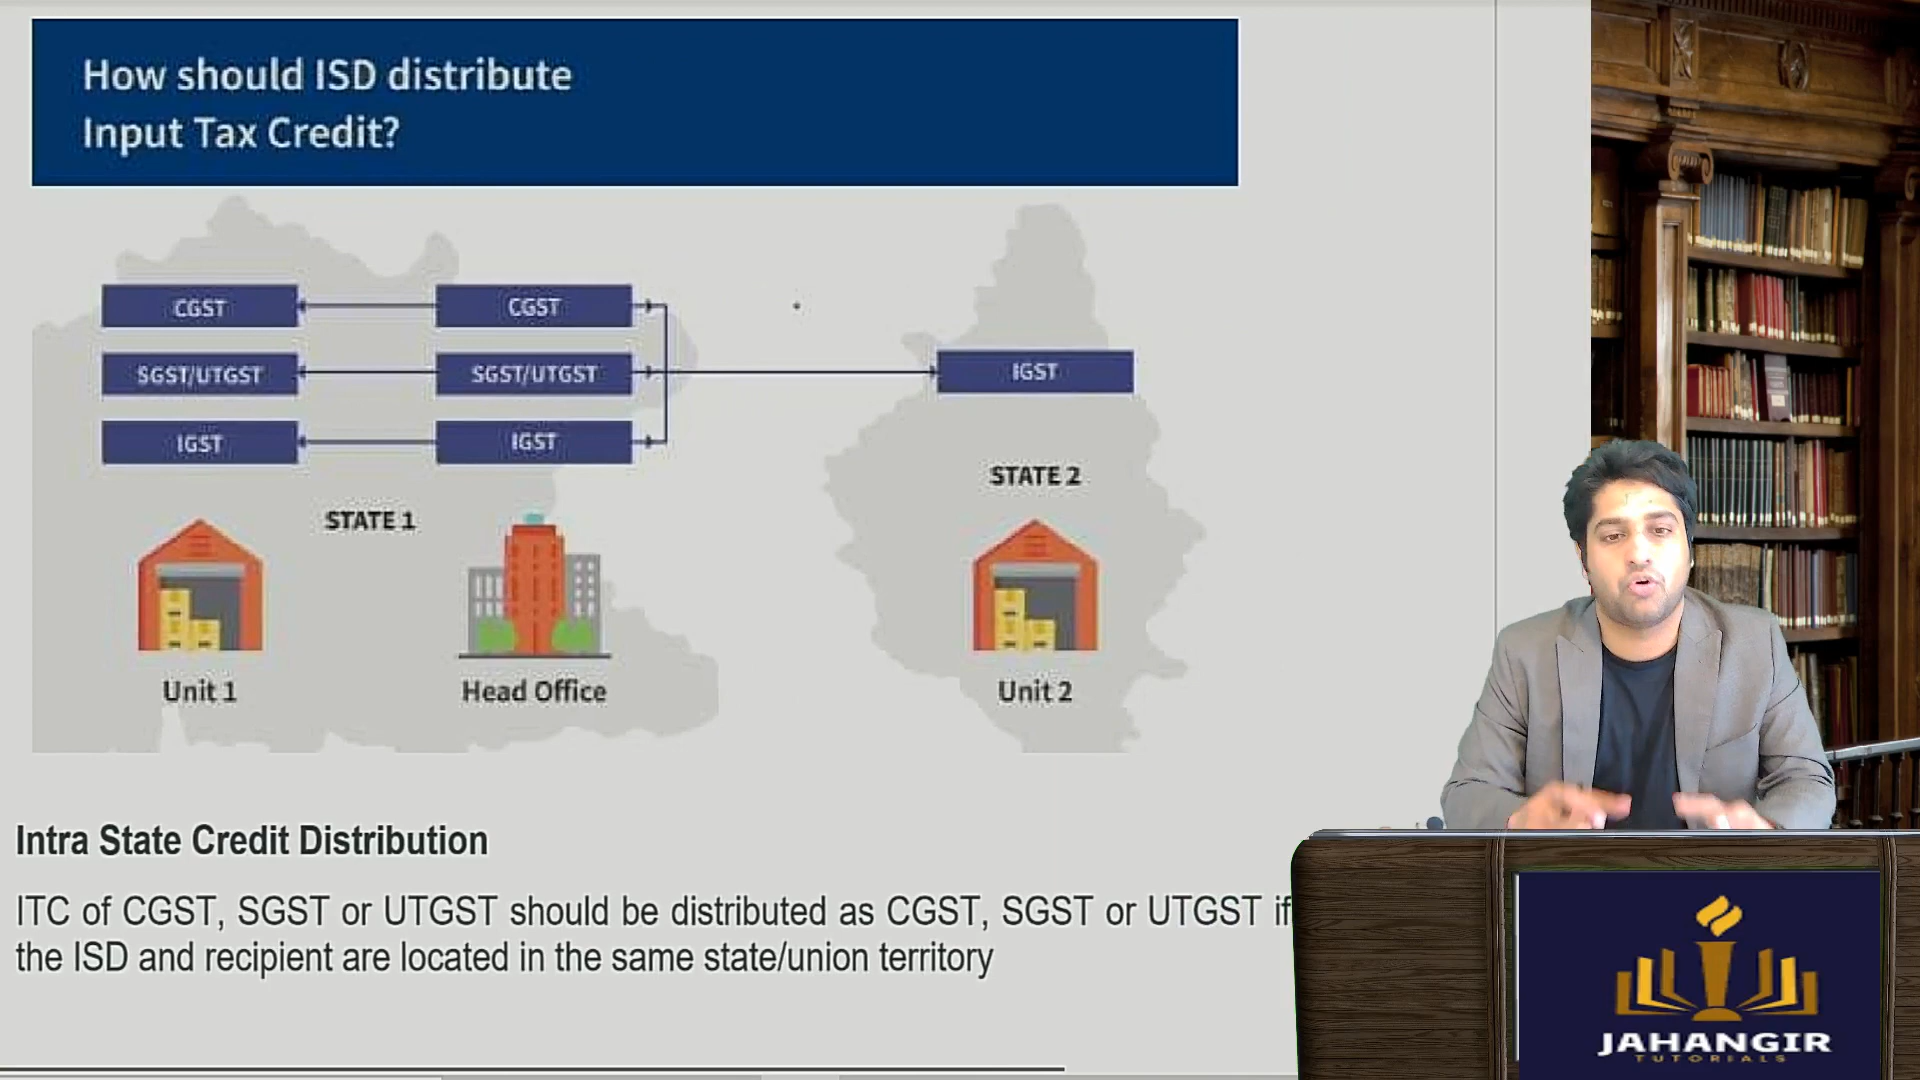 How should ISD distribute
Input Tax Credit?
CGST
CGST
SGST/UTGST
SGST/UTGST
IGST
IGST
IGST
STATE 1
STATE 2
Unit 1
Head Office
Unit 2
Intra State Credit Distribution
ITC of CGST, SGST or UTGST should be distributed as CGST, SGST or UTGST if
the ISD and recipient are located in the same state/union territory
JAHANGIR
TUTORIALS